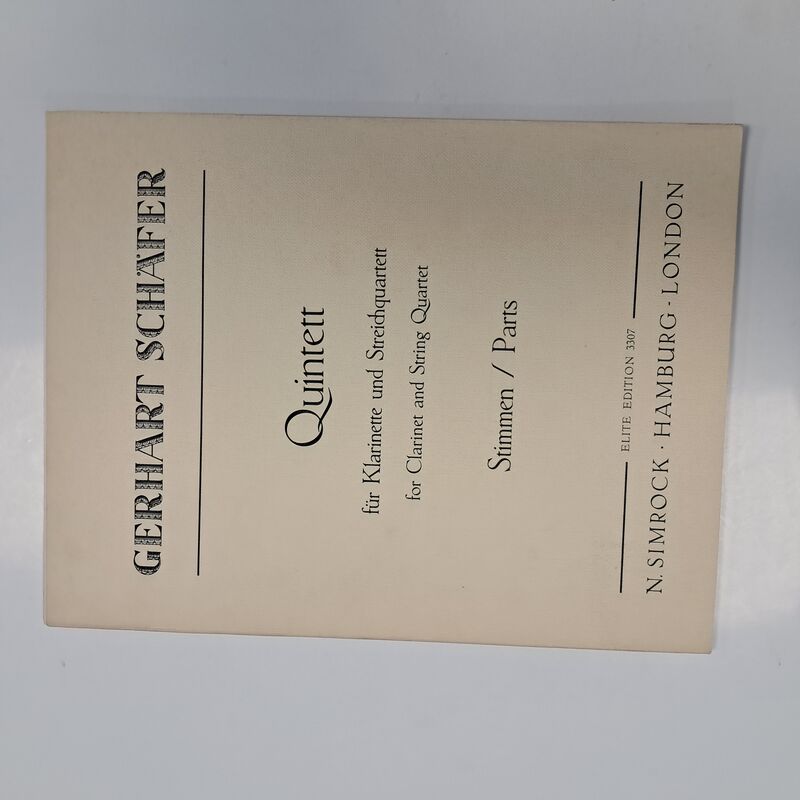 GERHART SCHÄFER
Quintett
für Klarinette und Streichquartett
for Clarinet and String Quartet
Stimmen / Parts
ELITE EDITION 3307
N. SIMROCK · HAMBURG · LONDON